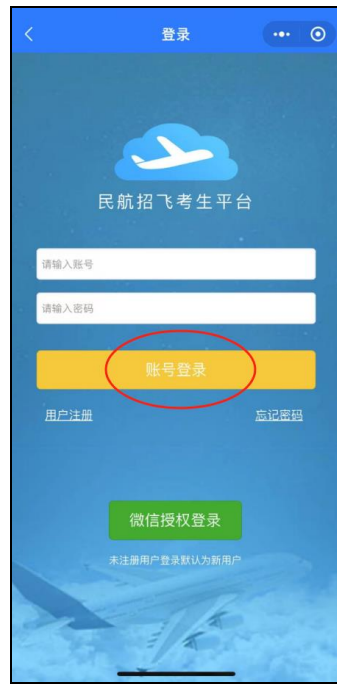 登录
民航招飞考生平台
请输入账号
请输入密码
账号登录
用户注册 忘记密码
微信授权登录
未注册用户登录默认为新用户